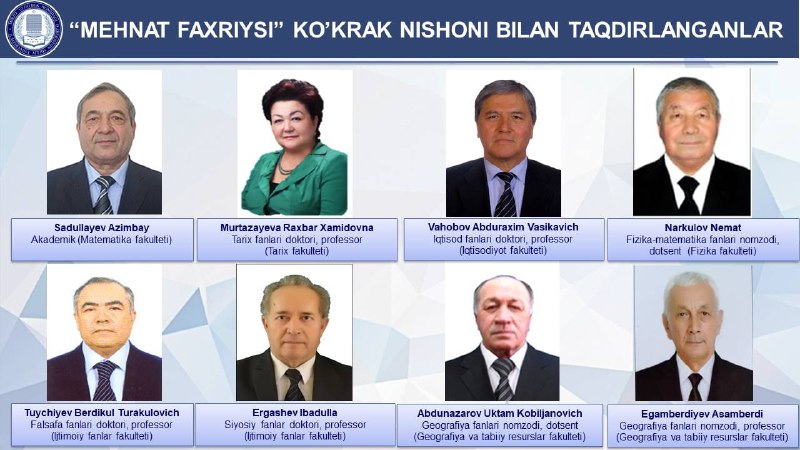 “MEHNAT FAXRIYSI” KO’KRAK NISHONI BILAN TAQDIRLANGANLAR
Sadullayev Azimbay
Akademik (Matematika fakulteti)
Murtazayeva Raxbar Xamidovna
Tarix fanlari doktori, professor
(Tarix fakulteti)
Vahobov Abduraxim Vasikavich
Iqtisod fanlari doktori, professor
(Iqtisodiyot fakulteti)
Narkulov Nemat
Fizika-matematika fanlari nomzodi,
dotsent (Fizika fakulteti)
Tuychiyev Berdikul Turakulovich
Falsafa fanlari doktori, professor
(Ijtimoiy fanlar fakulteti)
Ergashev Ibadulla
Siyosiy fanlar doktori, professor
(Ijtimoiy fanlar fakulteti)
Abdunazarov Uktam Kobiljanovich
Geografiya fanlari nomzodi, dotsent
(Geografiya va tabiiy resurslar fakulteti)
Egamberdiyev Asamberdi
Geografiya fanlari nomzodi, professor
(Geografiya va tabiiy resurslar fakulteti)